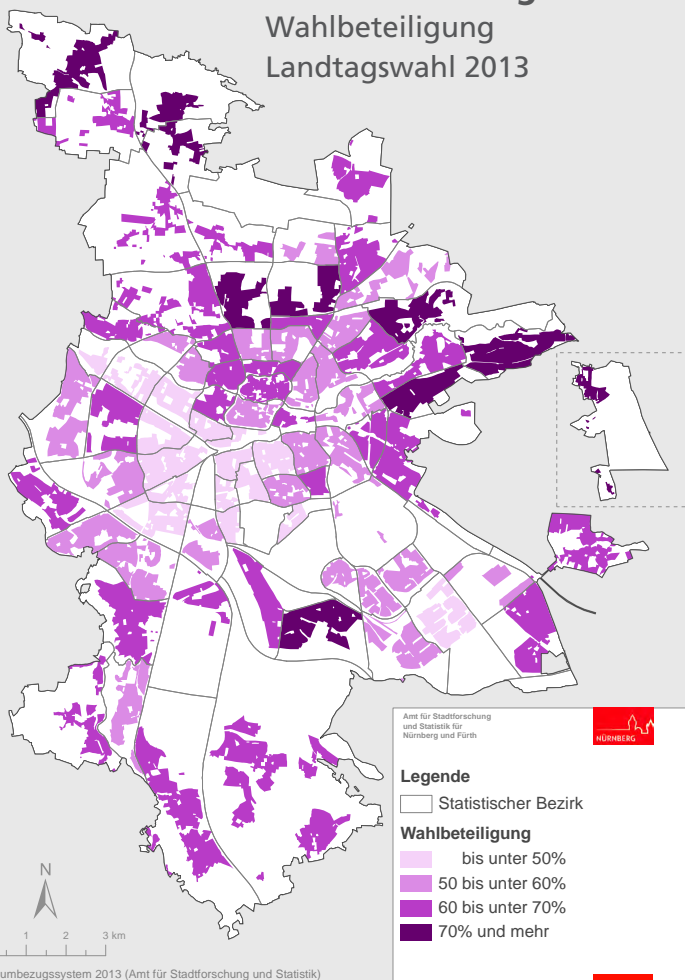 Wahlbeteiligung
Landtagswahl 2013
Amt für Stadtforschung
und Statistik für
Nürnberg und Fürth
NÜRNBERG
Legende
Statistischer Bezirk
Wahlbeteiligung
bis unter 50%
50 bis unter 60%
60 bis unter 70%
70% und mehr
N
1 2 3 km
umbezugssystem 2013 (Amt für Stadtforschung und Statistik)